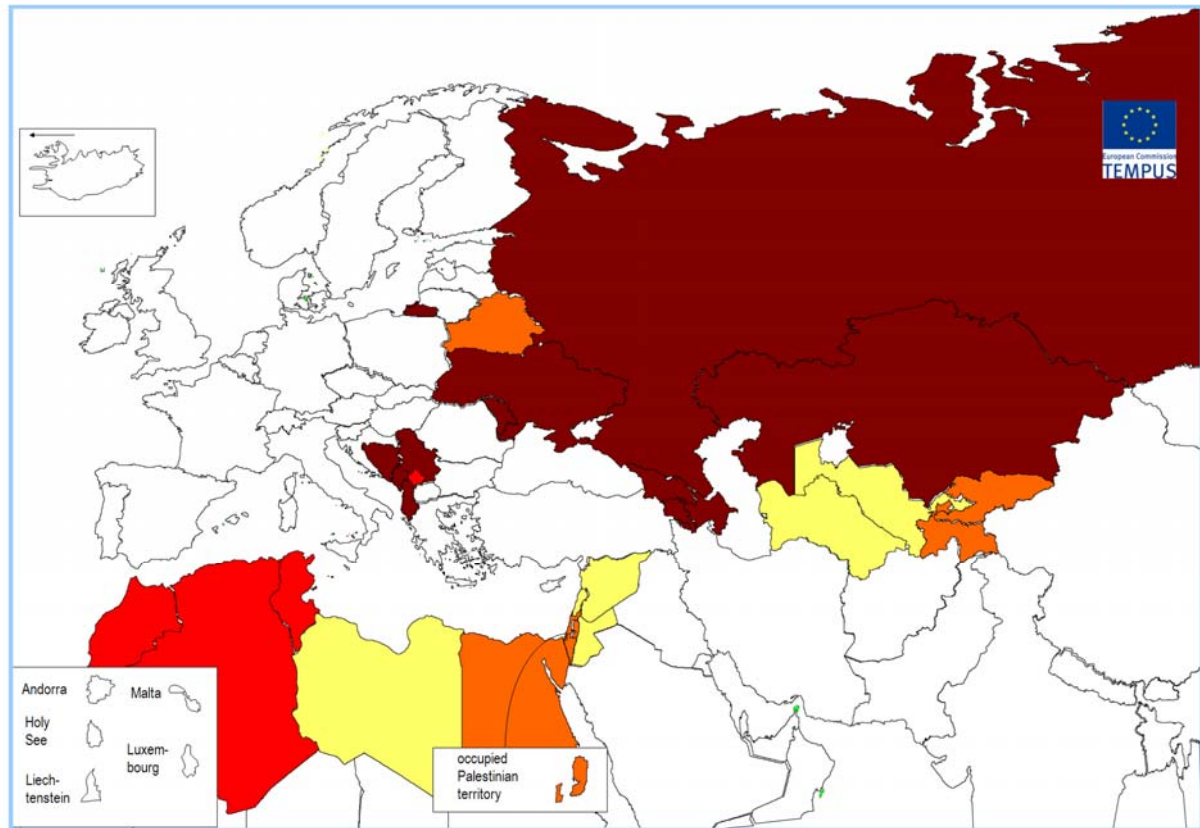 European Commission
TEMPUS
Andorra
Malta
Holy
See
Luxem-
bourg
Liech-
tenstein
occupied
Palestinian
territory